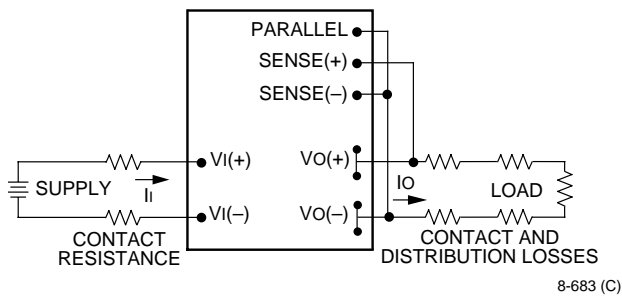 PARALLEL
SENSE(+)
SENSE(–)
VI(+)
VO(+)
SUPPLY
II
IO
LOAD
VI(–)
VO(–)
CONTACT
RESISTANCE
CONTACT AND
DISTRIBUTION LOSSES
8-683 (C)